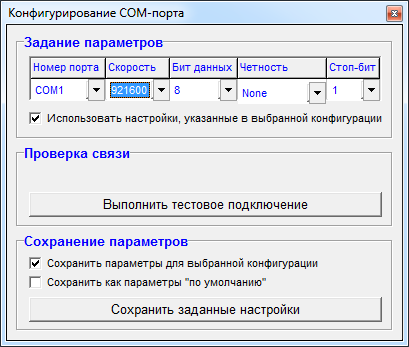 Конфигурирование COM-порта
Задание параметров
Номер порта Скорость Бит данных Четность Стоп-бит
COM1 921600 8 None 1
Использовать настройки, указанные в выбранной конфигурации
Проверка связи
Выполнить тестовое подключение
Сохранение параметров
Сохранить параметры для выбранной конфигурации
Сохранить как параметры "по умолчанию"
Сохранить заданные настройки